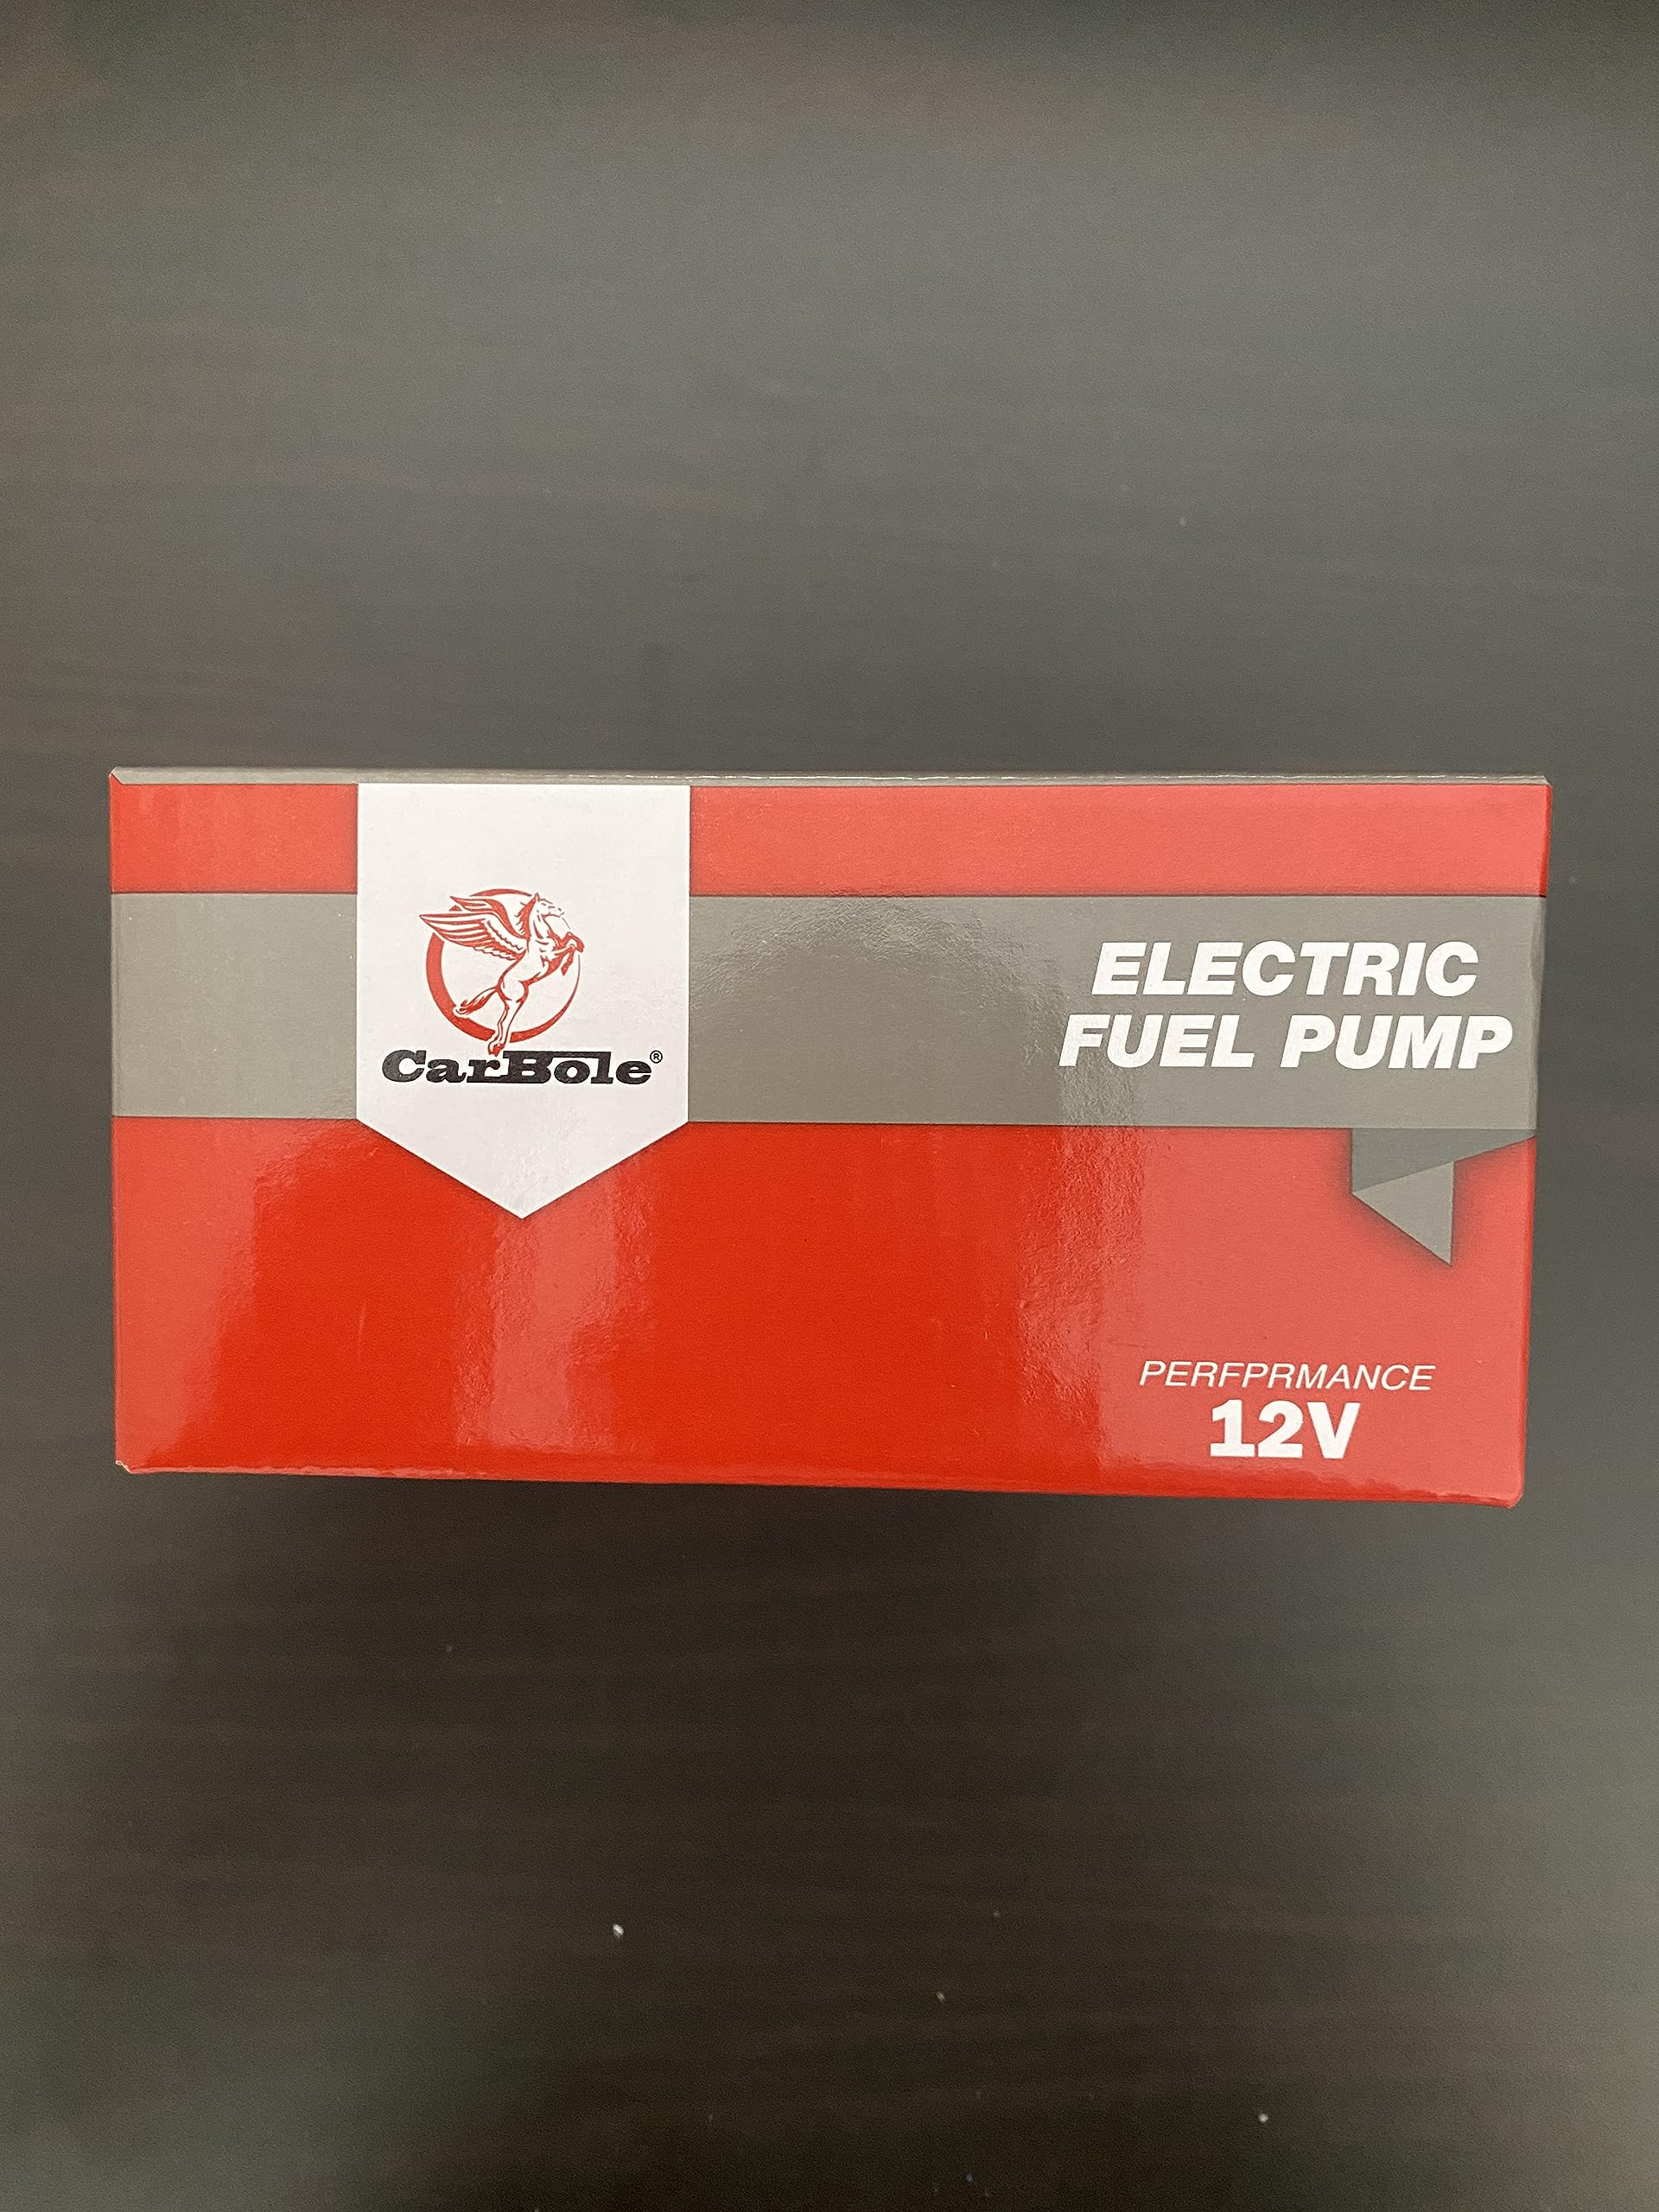 CarBole®
ELECTRIC
FUEL PUMP
PERFPRMANCE
12V